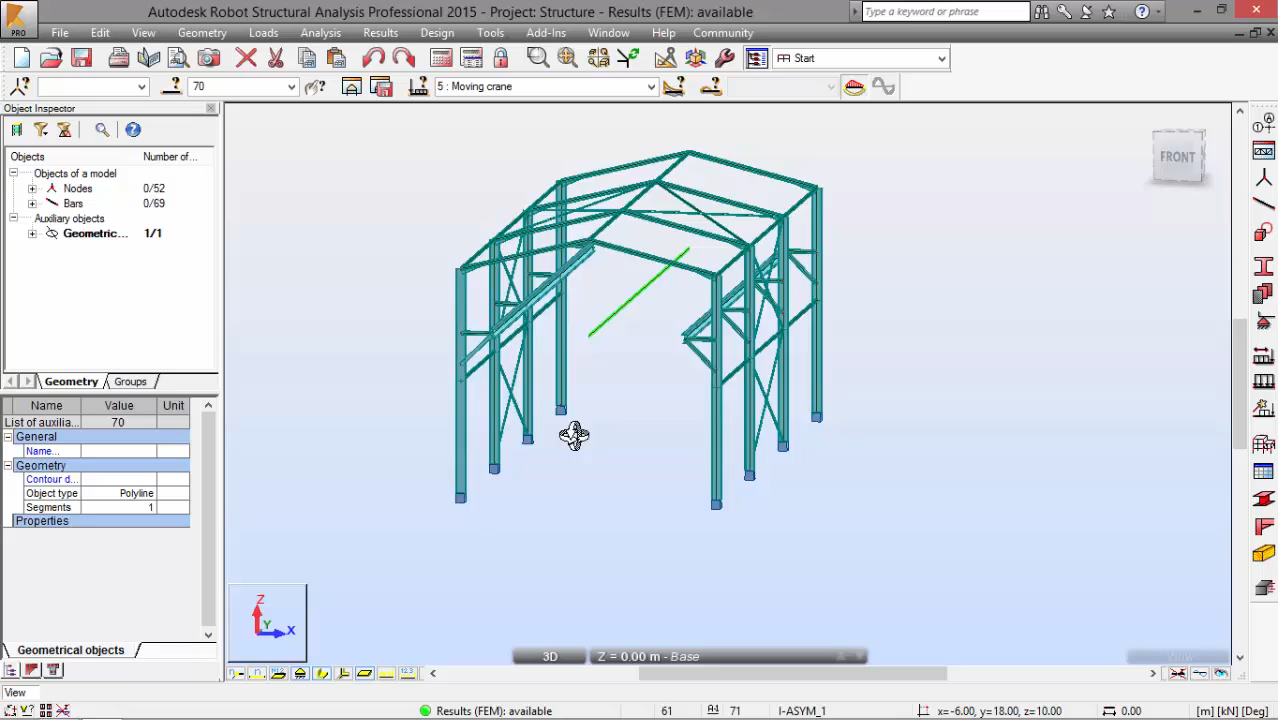 Autodesk Robot Structural Analysis Professional 2015 - Project: Structure - Results (FEM): available
Type a keyword or phrase
PRO
File Edit View Geometry Loads Analysis Results Design Tools Add-Ins Window Help Community
Start
70
5 : Moving crane
Object Inspector
Objects Number of...
Objects of a model
Nodes 0/52
Bars 0/69
Auxiliary objects
Geometric... 1/1
Geometry Groups
Name Value Unit
List of auxilia... 70
General
Name...
Geometry
Contour d...
Object type Polyline
Segments 1
Properties
Geometrical objects
FRONT
Z
Y
X
3D Z = 0.00 m - Base
View
View
Results (FEM): available 61 71 I-ASYM_1 x=-6.00, y=18.00, z=10.00 0.00 [m] [kN] [Deg]